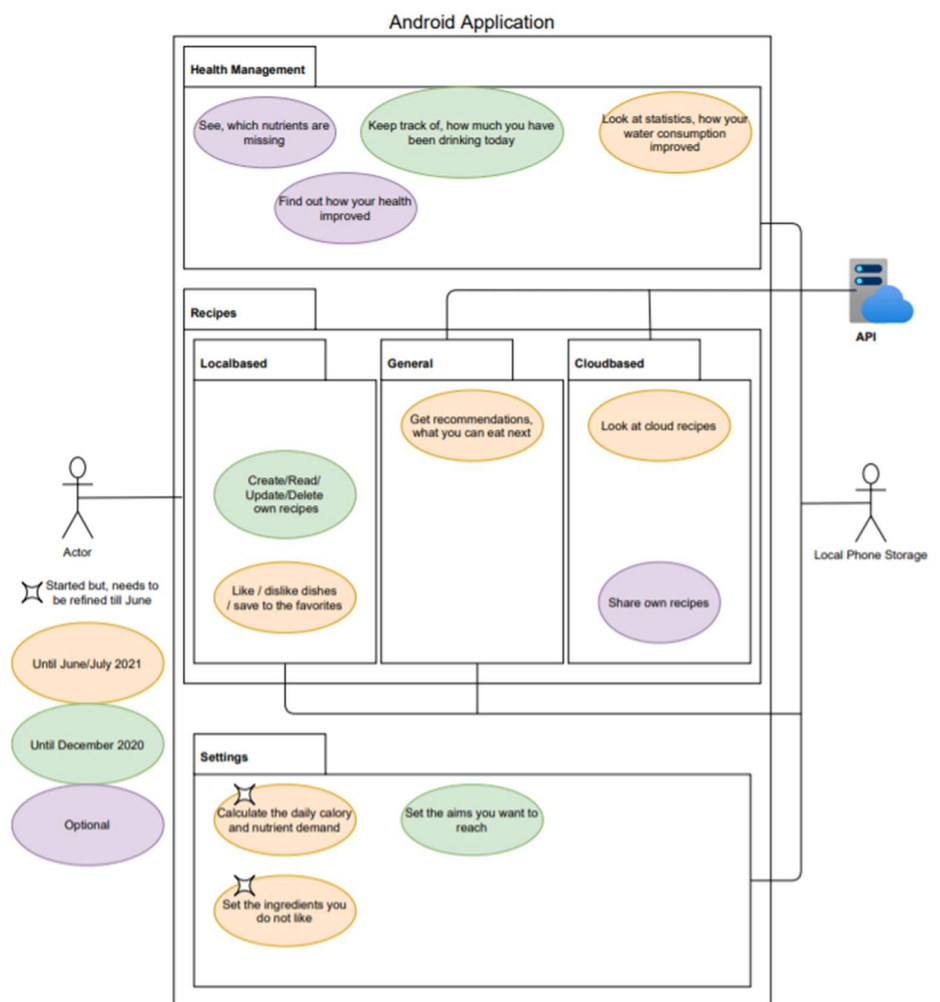 Android Application
Health Management
See, which nutrients are
missing
Keep track of, how much you have
been drinking today
Look at statistics, how your
water consumption
improved
Find out how your health
improved
API
Recipes
Localbased
General
Cloudbased
Get recommendations,
what you can eat next
Look at cloud recipes
Create/Read/
Update/Delete
own recipes
Like / dislike dishes
/ save to the favorites
Share own recipes
Actor
Local Phone Storage
Started but, needs to
be refined till June
Until June/July 2021
Until December 2020
Optional
Settings
Calculate the daily calory
and nutrient demand
Set the aims you want to
reach
Set the ingredients you
do not like